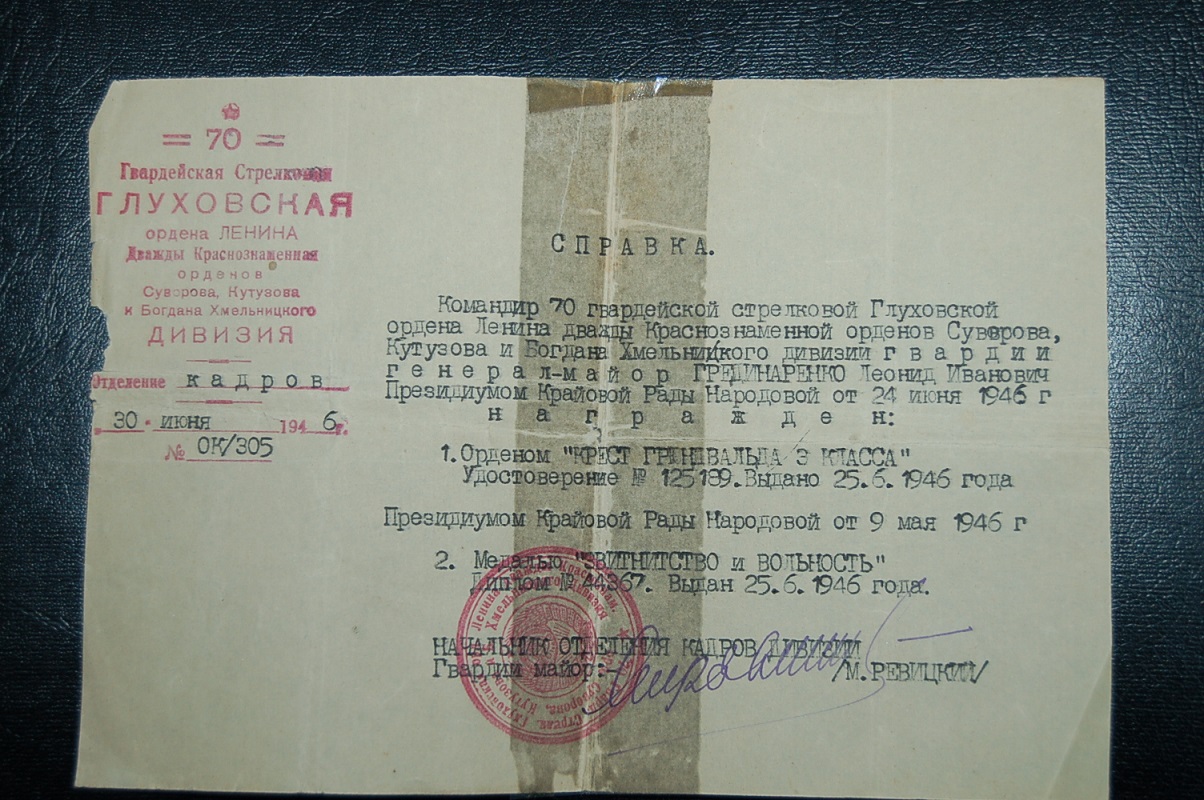 = 70 =
Гвардейская Стрелковая
ГЛУХОВСКАЯ
ордена ЛЕНИНА
Дважды Краснознаменная
орденов
Суворова, Кутузова
и Богдана Хмельницкого
ДИВИЗИЯ
Отделение кадров
30 · июня 1946 г.
№ ОК/305
СПРАВКА.
Командир 70 гвардейской стрелковой Глуховской
ордена Ленина дважды Краснознаменной орденов Суворова,
Кутузова и Богдана Хмельницкого дивизии гвардии
генерал-майор ГРЕДИНАРЕНКО Леонид Иванович
Президиумом Крайовой Рады Народовой от 24 июня 1946 г
награжден:
1. Орденом "КРЕСТ ГРЕНДВАЛЬДА 3 КЛАССА"
Удостоверение № 125189. Выдано 25.6.1946 года
Президиумом Крайовой Рады Народовой от 9 мая 1946 г
2. Медалью "ЗВИТНИТСТВО и ВОЛЬНОСТЬ"
Диплом № 44367. Выдан 25.6.1946 года.
НАЧАЛЬНИК ОТДЕЛЕНИЯ КАДРОВ ДИВИЗИИ
Гвардии майор:- /М.РЕВИЦКИЙ/